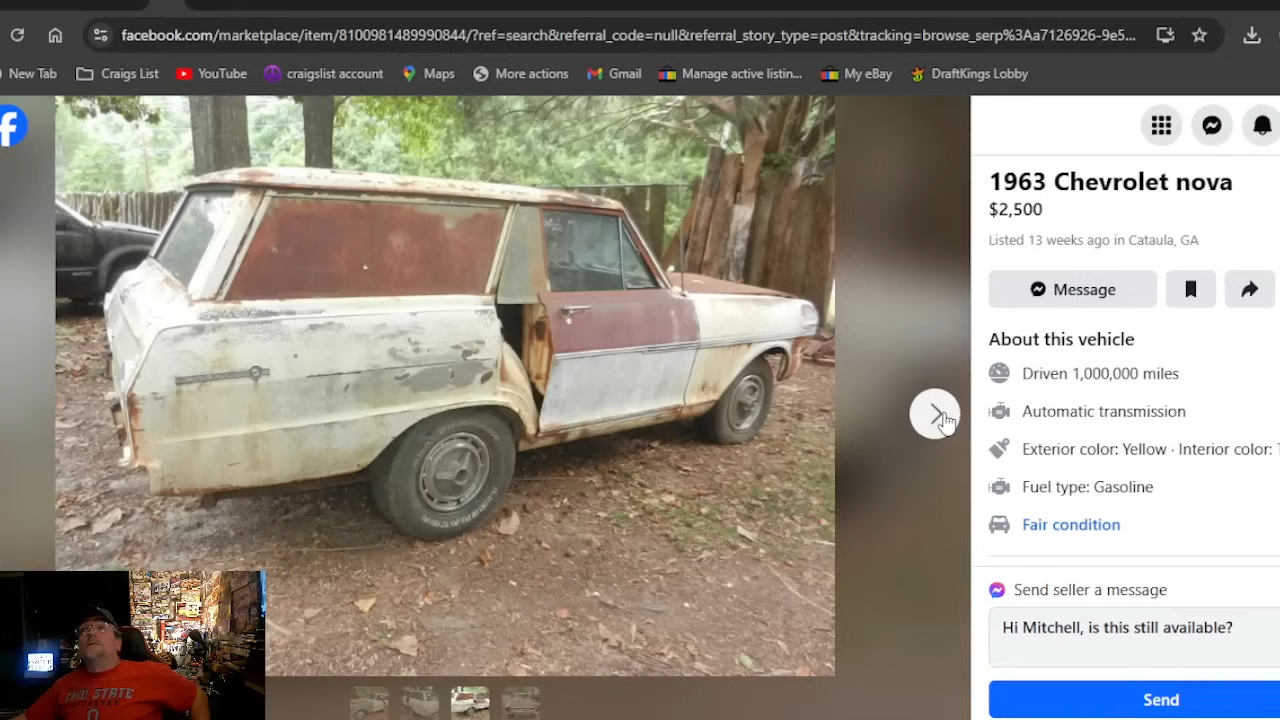 facebook.com/marketplace/item/8100981489990844/?ref=search&referral_code=null&referral_story_type=post&tracking=browse_serp%3Aa7126926-9e5...
New Tab Craigs List YouTube craigslist account Maps More actions Gmail Manage active listin... My eBay DraftKings Lobby
1963 Chevrolet nova
$2,500
Listed 13 weeks ago in Cataula, GA
Message
About this vehicle
Driven 1,000,000 miles
Automatic transmission
Exterior color: Yellow · Interior color:
Fuel type: Gasoline
Fair condition
Send seller a message
Hi Mitchell, is this still available?
Send
OHIO STATE